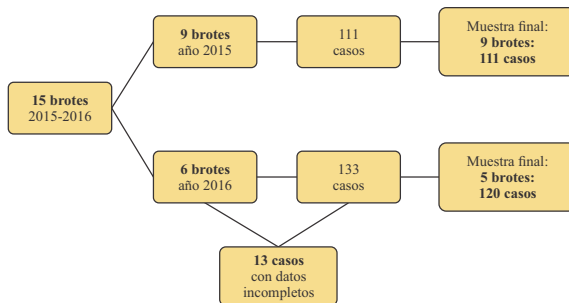 15 brotes
2015-2016
9 brotes
año 2015
111
casos
Muestra final:
9 brotes:
111 casos
6 brotes
año 2016
133
casos
Muestra final:
5 brotes:
120 casos
13 casos
con datos
incompletos